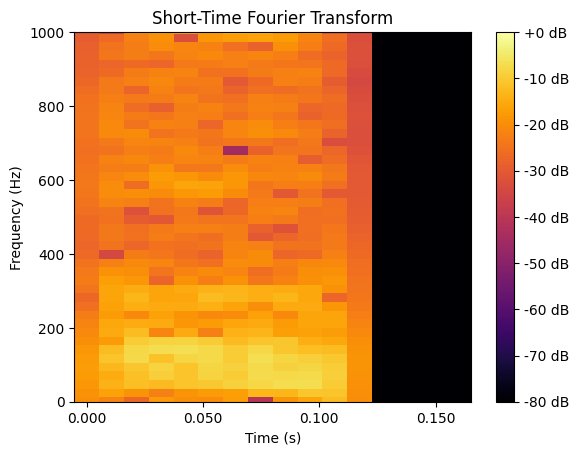 Short-Time Fourier Transform
Frequency (Hz)
1000
800
600
400
200
0
0.000
0.050
0.100
0.150
Time (s)
+0 dB
-10 dB
-20 dB
-30 dB
-40 dB
-50 dB
-60 dB
-70 dB
-80 dB